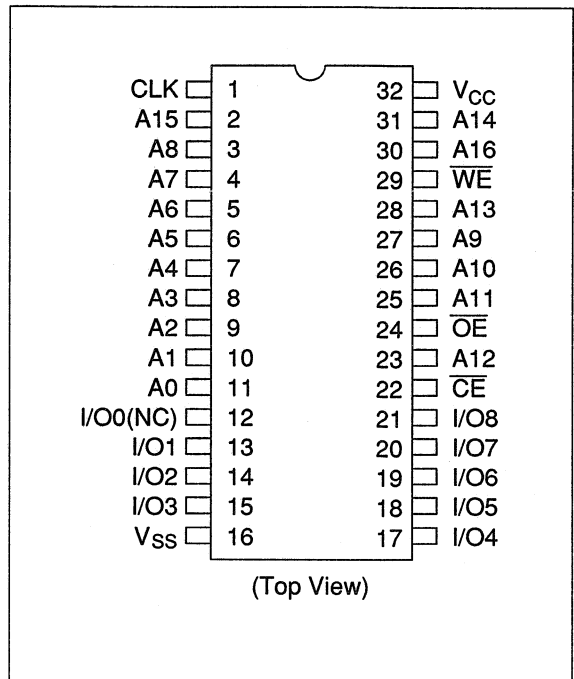 CLK 1 32 VCC
A15 2 31 A14
A8 3 30 A16
A7 4 29 W̅E̅
A6 5 28 A13
A5 6 27 A9
A4 7 26 A10
A3 8 25 A11
A2 9 24 O̅E̅
A1 10 23 A12
A0 11 22 C̅E̅
I/O0(NC) 12 21 I/O8
I/O1 13 20 I/O7
I/O2 14 19 I/O6
I/O3 15 18 I/O5
VSS 16 17 I/O4
(Top View)